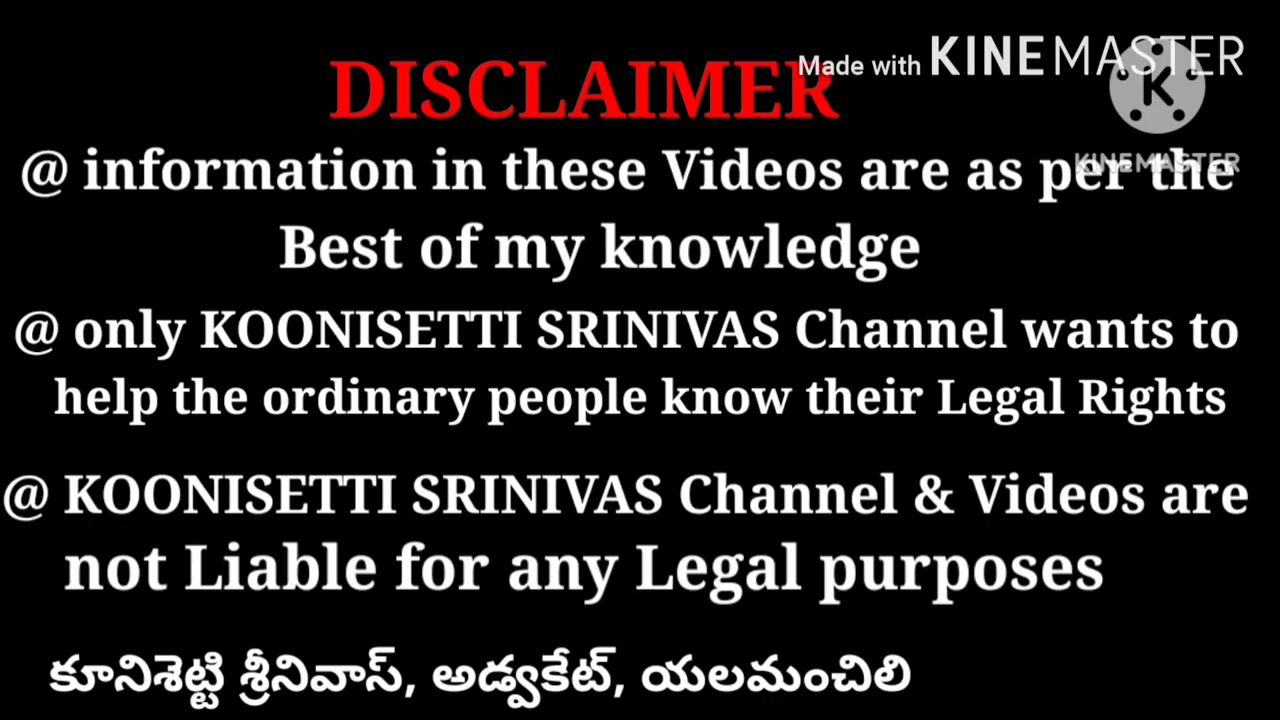 Made with KINEMASTER
DISCLAIMER
K
KINEMASTER
@ information in these Videos are as per the
Best of my knowledge
@ only KOONISETTI SRINIVAS Channel wants to
help the ordinary people know their Legal Rights
@ KOONISETTI SRINIVAS Channel & Videos are
not Liable for any Legal purposes
కూనిశెట్టి శ్రీనివాస్, అడ్వకేట్, యలమంచిలి